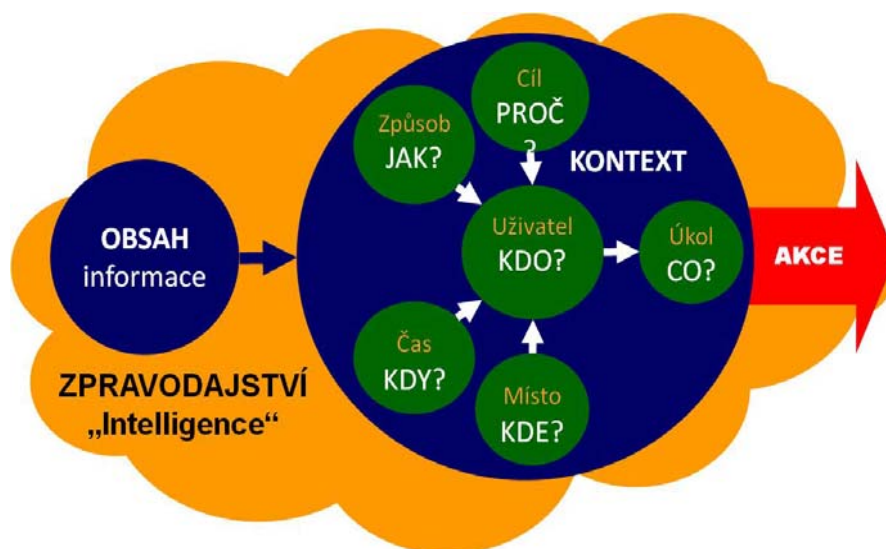 Cíl
PROČ
?
Způsob
JAK?
KONTEXT
OBSAH
informace
Uživatel
KDO?
Úkol
CO?
AKCE
Čas
KDY?
Místo
KDE?
ZPRAVODAJSTVÍ
„Intelligence“